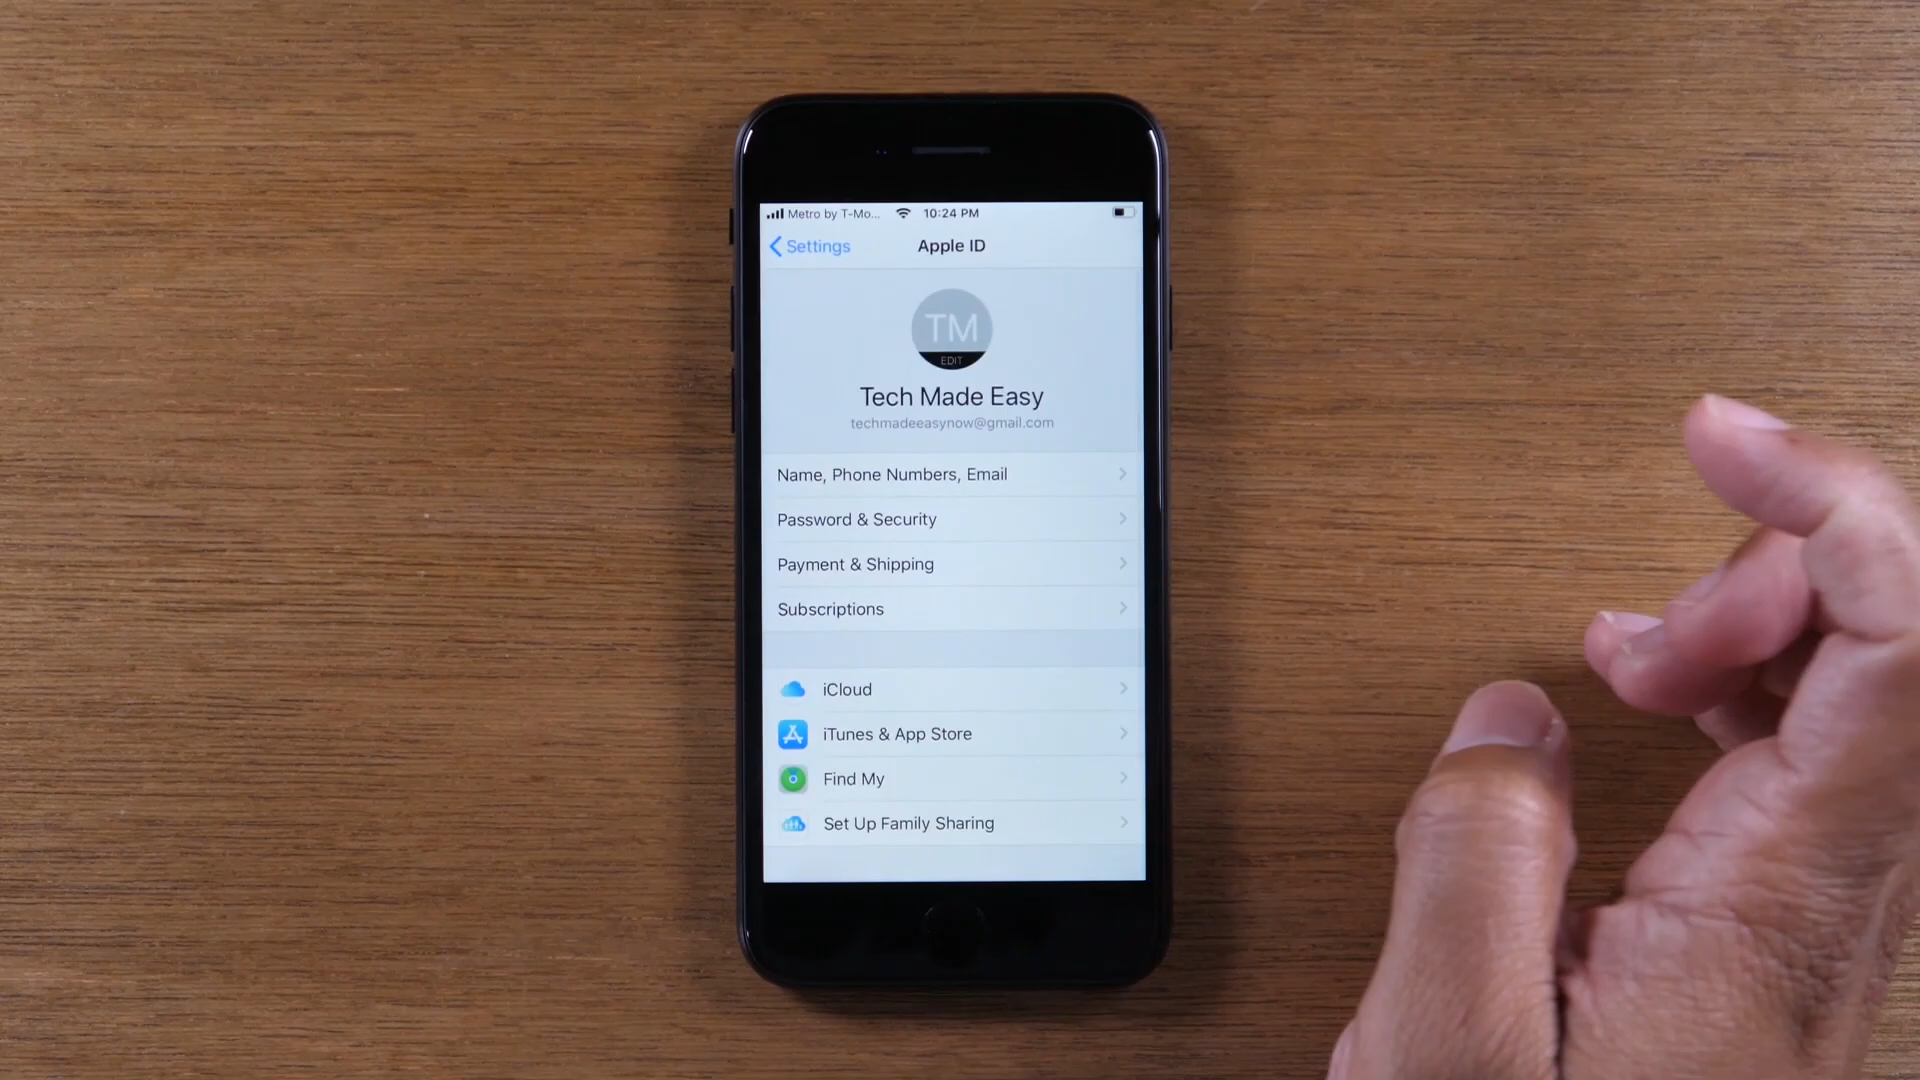 Metro by T-Mo... 10:24 PM
Settings Apple ID
TM
EDIT
Tech Made Easy
techmadeeasynow@gmail.com
Name, Phone Numbers, Email
Password & Security
Payment & Shipping
Subscriptions
iCloud
iTunes & App Store
Find My
Set Up Family Sharing